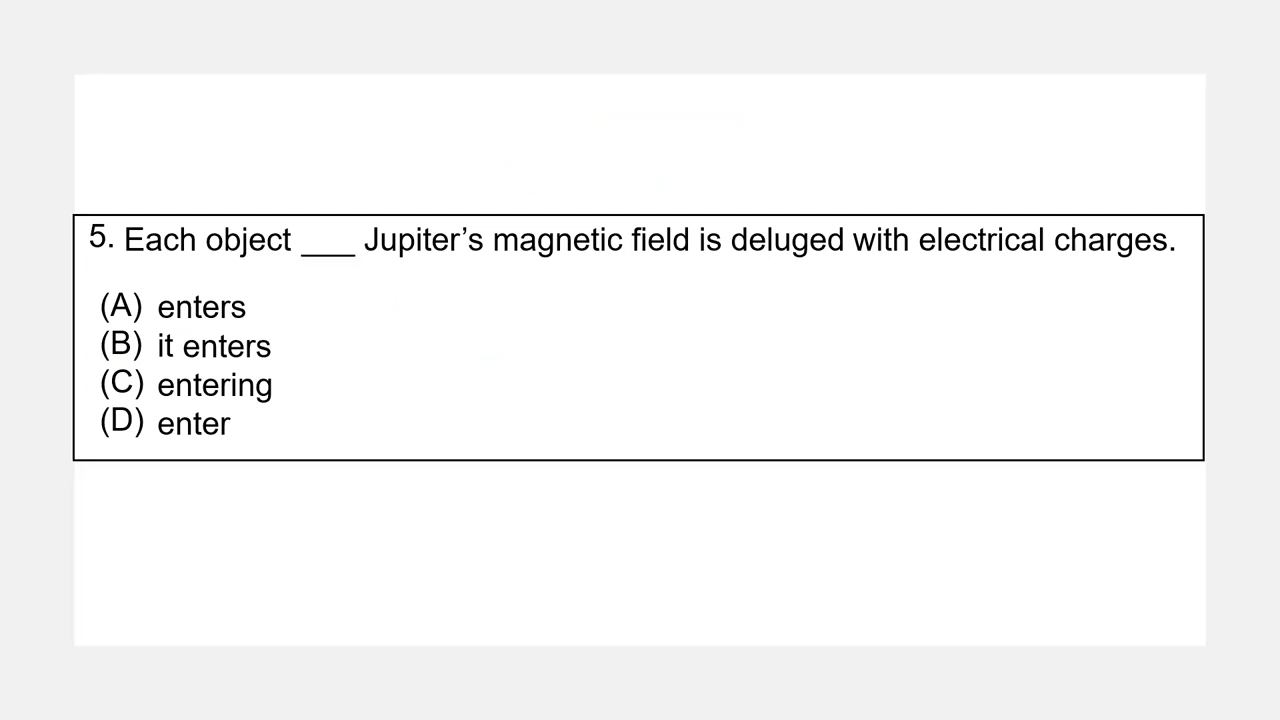 5. Each object ___ Jupiter’s magnetic field is deluged with electrical charges.
(A) enters
(B) it enters
(C) entering
(D) enter